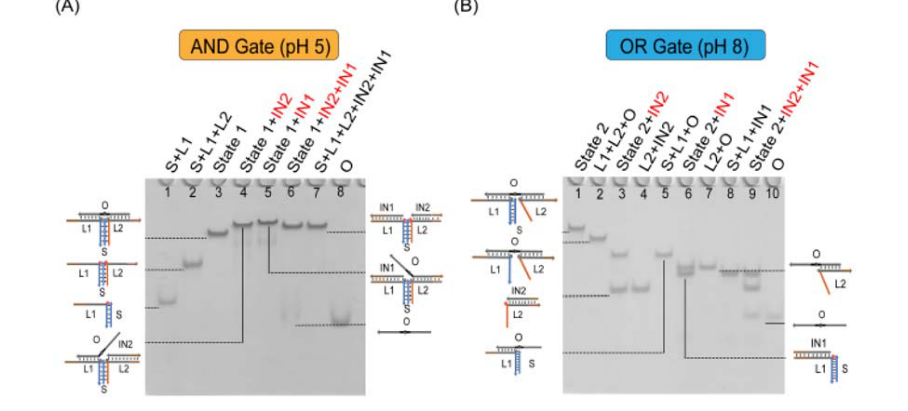 (A)
AND Gate (pH 5)
S+L1
S+L1+L2
State 1
State 1+IN2
State 1+IN1
State 1+IN2+IN1
S+L1+L2+IN2+IN1
O
1 2 3 4 5 6 7 8
O
L1 L2
S
L1 L2
S
L1 S
O IN2
L1 L2
S
IN1 IN2
L1 L2
S
IN1 O
L1 L2
S
O
(B)
OR Gate (pH 8)
State 2
L1+L2+O
State 2+IN2
L2+IN2
S+L1+O
State 2+IN1
L2+O
S+L1+IN1
State 2+IN2+IN1
O
1 2 3 4 5 6 7 8 9 10
O
L1 L2
S
O
L1 L2
IN2
L2
O
L1 S
O
L2
O
IN1
L1 S